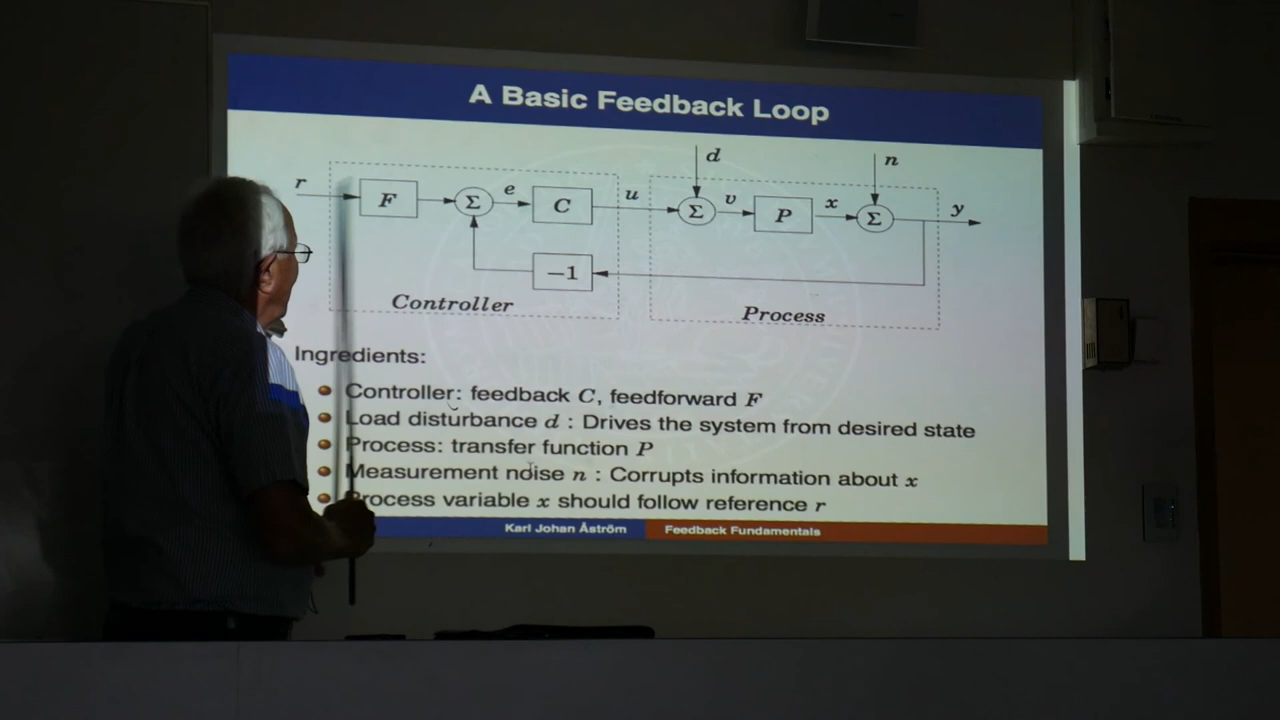 A Basic Feedback Loop
d n
r F Σ e C u Σ v P x Σ y
−1
Controller Process
Ingredients:
Controller: feedback C, feedforward F
Load disturbance d : Drives the system from desired state
Process: transfer function P
Measurement noise n : Corrupts information about x
Process variable x should follow reference r
Karl Johan Åström Feedback Fundamentals